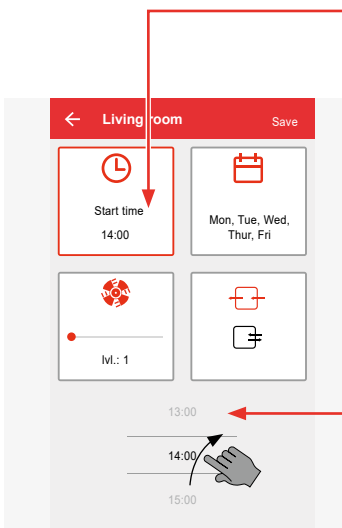 Living room
Save
Start time
14:00
Mon, Tue, Wed,
Thur, Fri
lvl.: 1
13:00
14:00
15:00